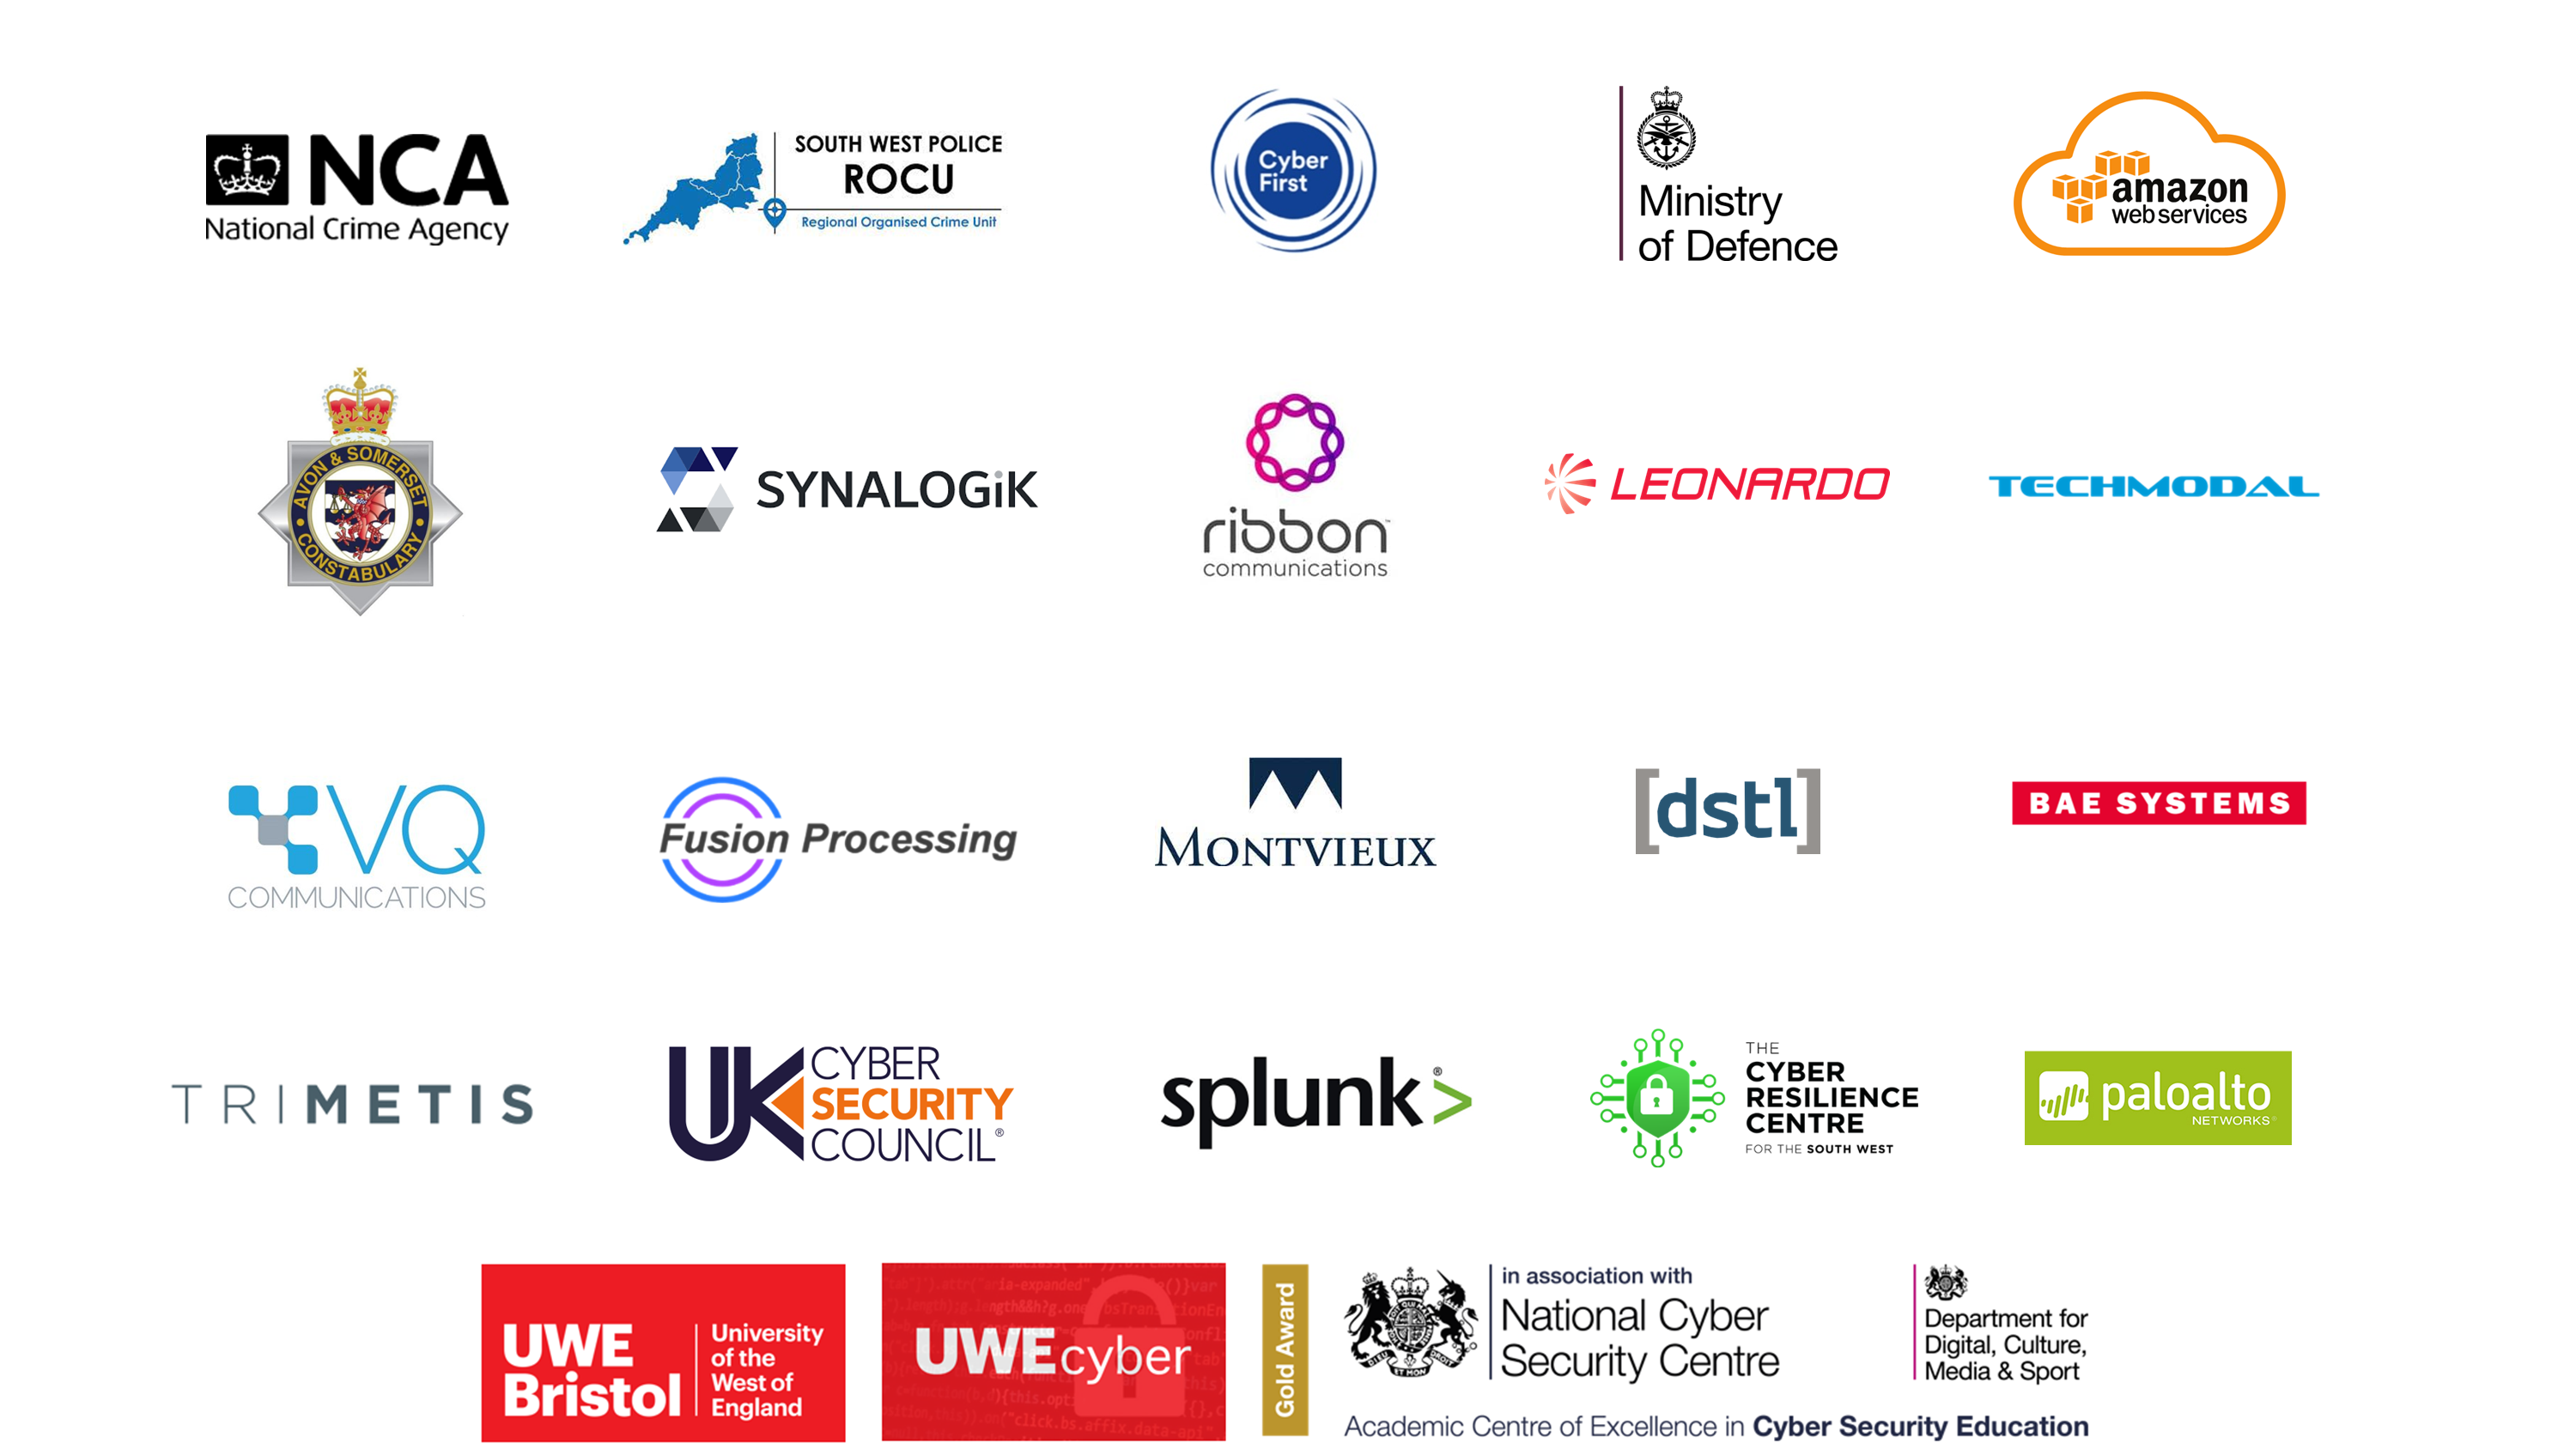 NCA
National Crime Agency
SOUTH WEST POLICE
ROCU
Regional Organised Crime Unit
Cyber
First
Ministry
of Defence
amazon
web services
AVON & SOMERSET
CONSTABULARY
SYNALOGiK
ribbon
communications
LEONARDO
TECHMODAL
VQ
COMMUNICATIONS
Fusion Processing
MONTVIEUX
[dstl]
BAE SYSTEMS
TRIMETIS
UK
CYBER
SECURITY
COUNCIL®
splunk>®
THE
CYBER
RESILIENCE
CENTRE
FOR THE SOUTH WEST
paloalto
NETWORKS®
UWE
Bristol
University
of the
West of
England
UWEcyber
Gold Award
in association with
National Cyber
Security Centre
Department for
Digital, Culture,
Media & Sport
Academic Centre of Excellence in Cyber Security Education